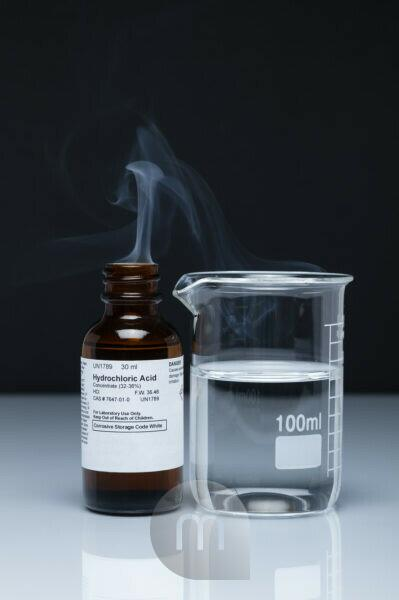 UN1789 30 ml
Hydrochloric Acid
Concentrate (32-36%)
HCl F.W. 36.46
CAS # 7647-01-0 UN1789
For Laboratory Use Only.
Keep Out of Reach of Children.
Corrosive Storage Code White
DANGER
100ml
m